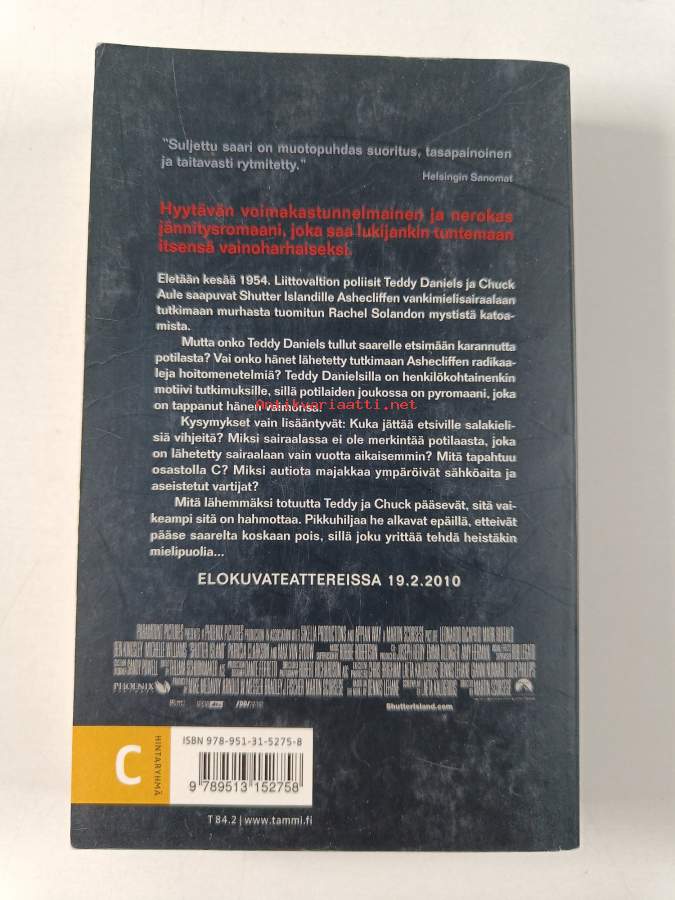 "Suljettu saari on muotopuhdas suoritus, tasapainoinen
ja taitavasti rytmitetty."
Helsingin Sanomat
Hyytävän voimakastunnelmainen ja nerokas
jännitysromaani, joka saa lukijankin tuntemaan
itsensä vainoharhaiseksi.
Eletään kesää 1954. Liittovaltion poliisit Teddy Daniels ja Chuck
Aule saapuvat Shutter Islandille Ashecliffen vankimielisairaalaan
tutkimaan murhasta tuomitun Rachel Solandon mystistä katoa-
mista.
Mutta onko Teddy Daniels tullut saarelle etsimään karannutta
potilasta? Vai onko hänet lähetetty tutkimaan Ashecliffen radikaa-
leja hoitomenetelmiä? Teddy Danielsilla on henkilökohtainenkin
motiivi tutkimuksille, sillä potilaiden joukossa on pyromaani, joka
on tappanut hänen vaimonsa.
Antikvariaatti.net
Kysymykset vain lisääntyvät: Kuka jättää etsiville salakieli-
siä vihjeitä? Miksi sairaalassa ei ole merkintää potilaasta, joka
on lähetetty sairaalaan vain vuotta aikaisemmin? Mitä tapahtuu
osastolla C? Miksi autiota majakkaa ympäröivät sähköaita ja
aseistetut vartijat?
Mitä lähemmäksi totuutta Teddy ja Chuck pääsevät, sitä vai-
keampi sitä on hahmottaa. Pikkuhiljaa he alkavat epäillä, etteivät
pääse saarelta koskaan pois, sillä joku yrittää tehdä heistäkin
mielipuolia...
ELOKUVATEATTEREISSA 19.2.2010
PARAMOUNT PICTURES
PHOENIX
ShutterIsland.com
C
HINTARYHMÄ
ISBN 978-951-31-5275-8
9 789513 152758
T 84.2 | www.tammi.fi